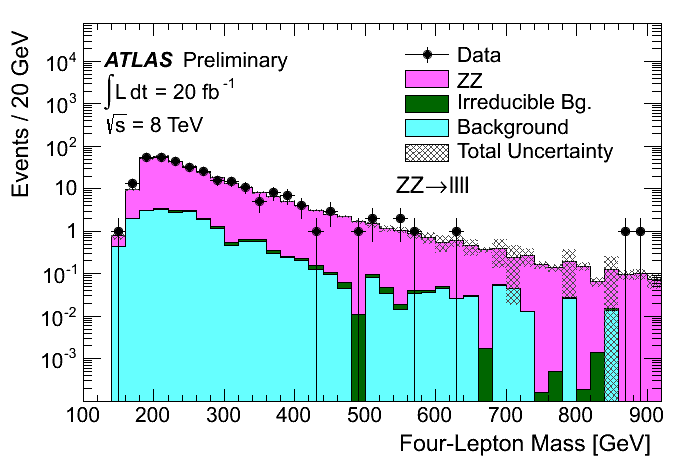 ATLAS Preliminary
∫L dt = 20 fb⁻¹
√s = 8 TeV
Data
ZZ
Irreducible Bg.
Background
Total Uncertainty
ZZ→llll
Events / 20 GeV
10⁴
10³
10²
10
1
10⁻¹
10⁻²
10⁻³
100 200 300 400 500 600 700 800 900
Four-Lepton Mass [GeV]